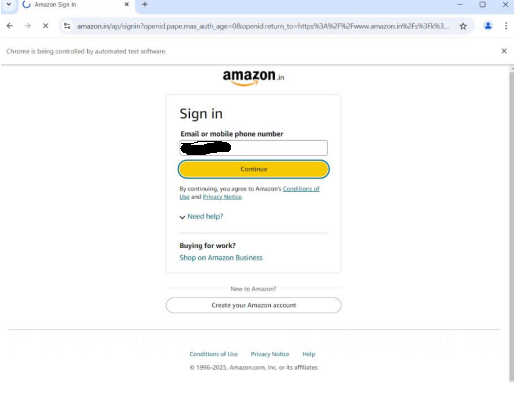 Amazon Sign In
amazon.in/ap/signin?openid.pape.max_auth_age=0&openid.return_to=https%3A%2F%2Fwww.amazon.in%2Fs%3Fk%3...
Chrome is being controlled by automated test software.
amazon.in
Sign in
Email or mobile phone number
Continue
By continuing, you agree to Amazon's Conditions of
Use and Privacy Notice.
Need help?
Buying for work?
Shop on Amazon Business
New to Amazon?
Create your Amazon account
Conditions of Use Privacy Notice Help
© 1996-2025, Amazon.com, Inc. or its affiliates